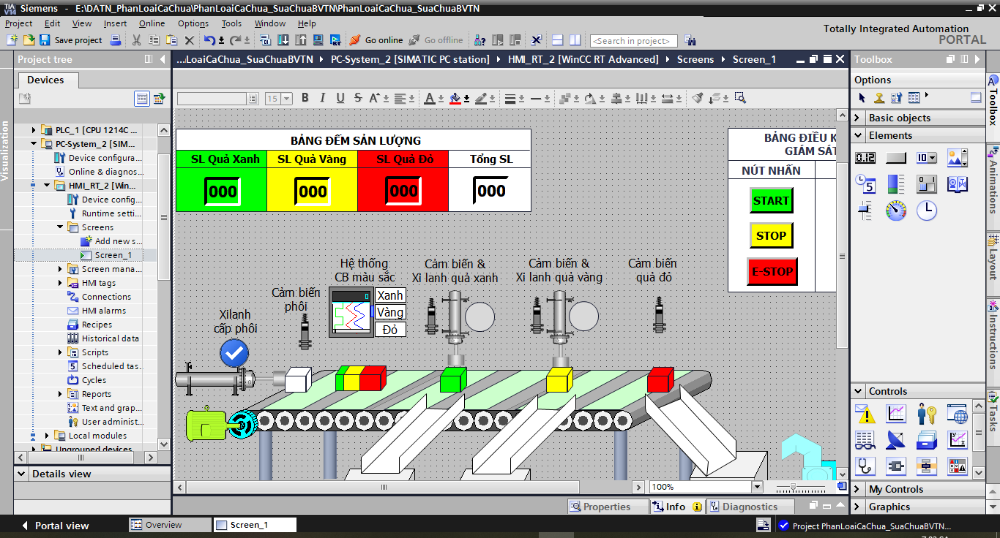 TIA V14 Siemens - E:\DATN_PhanLoaiCaChua\PhanLoaiCaChua_SuaChuaBVTN\PhanLoaiCaChua_SuaChuaBVTN
Project Edit View Insert Online Options Tools Window Help
Totally Integrated Automation
PORTAL
Save project Go online Go offline <Search in project>
Project tree
Devices
Visualization
PLC_1 [CPU 1214C ...
PC-System_2 [SIM...
Device configura...
Online & diagnos...
HMI_RT_2 [Win...
Device config...
Runtime setti...
Screens
Add new s...
Screen_1
Screen mana...
HMI tags
Connections
HMI alarms
Recipes
Historical data
Scripts
Scheduled tas...
Cycles
Reports
Text and grap...
User administ...
Local modules
Ungrouped devices
Details view
...LoaiCaChua_SuaChuaBVTN PC-System_2 [SIMATIC PC station] HMI_RT_2 [WinCC RT Advanced] Screens Screen_1
15 B I U S A A
BẢNG ĐẾM SẢN LƯỢNG
SL Quả Xanh SL Quả Vàng SL Quả Đỏ Tổng SL
000 000 000 000
BẢNG ĐIỀU K
GIÁM SÁT
NÚT NHẤN
START
STOP
E-STOP
Xilanh
cấp phôi
Cảm biến
phôi
Hệ thống
CB màu sắc
Xanh
Vàng
Đỏ
Cảm biến &
Xi lanh quả xanh
Cảm biến &
Xi lanh quả vàng
Cảm biến
quả đỏ
100%
Properties Info Diagnostics
Toolbox
Options
Basic objects
Elements
Controls
My Controls
Graphics
Toolbox
Animations
Layout
Instructions
Tasks
Portal view Overview Screen_1 Project PhanLoaiCaChua_SuaChuaBVTN...